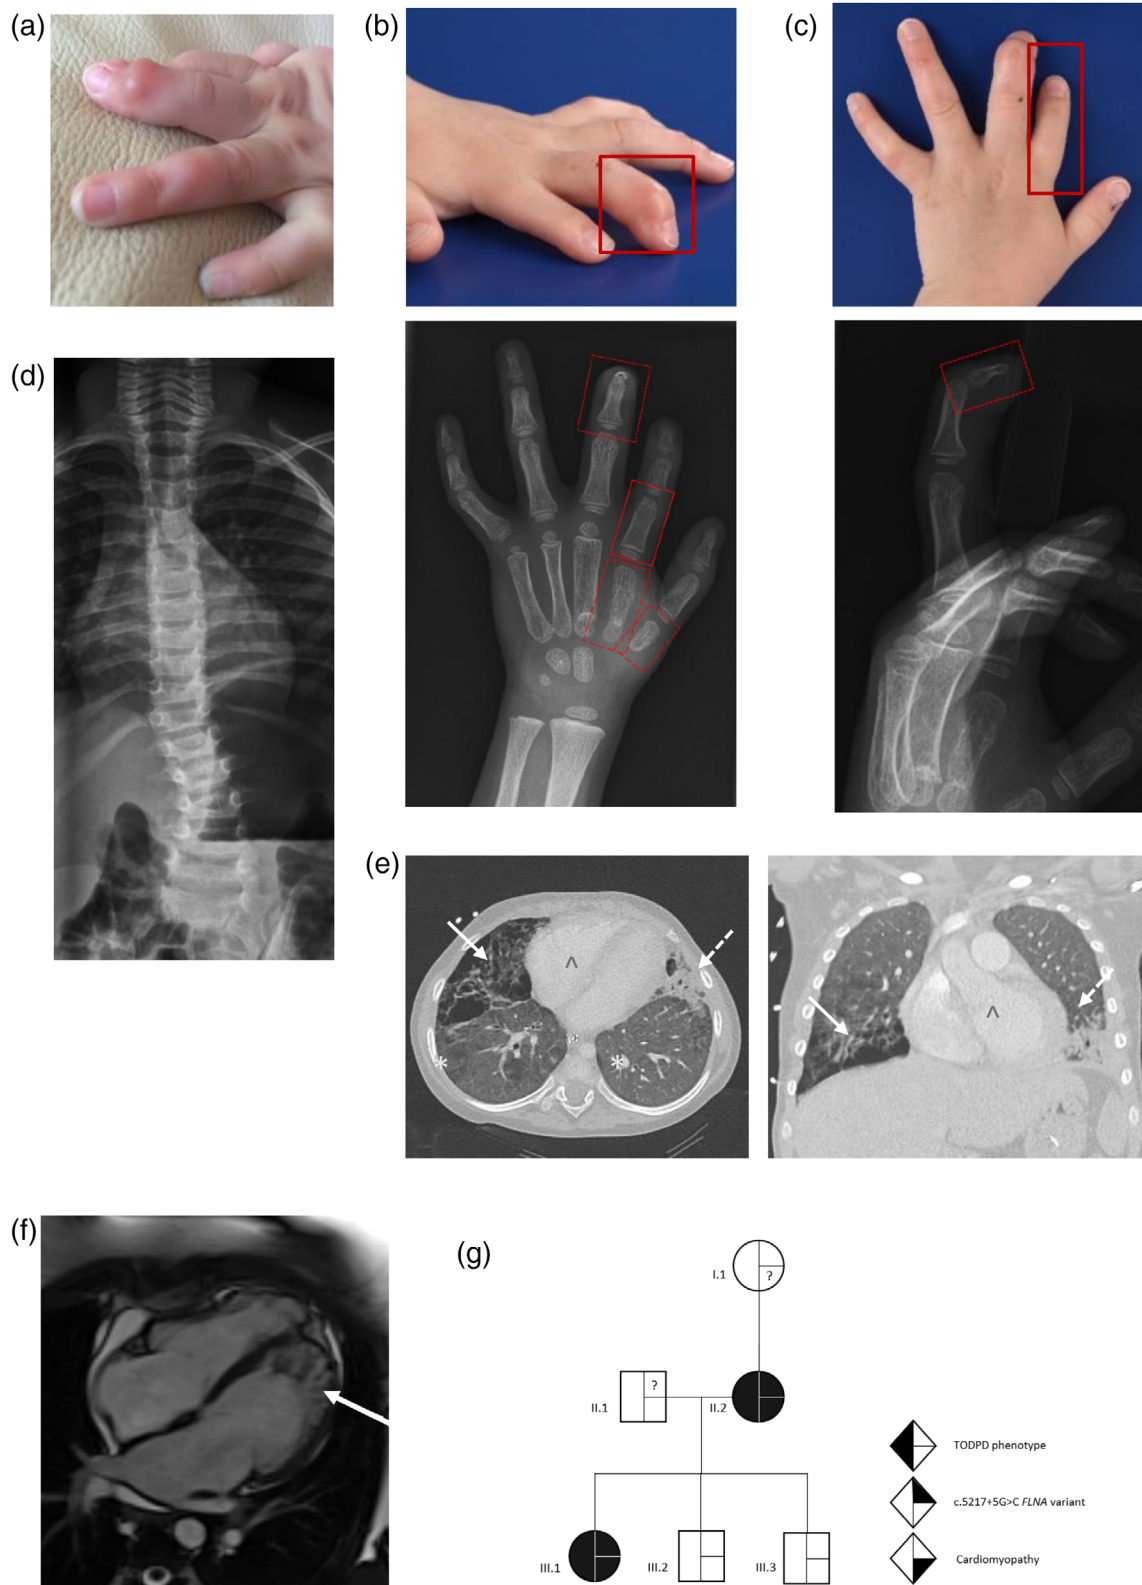 (a)
(b)
(c)
(d)
(e)
^
*
*
^
(f)
(g)
I.1
?
II.1
?
II.2
III.1
III.2
III.3
TODPD phenotype
c.5217+5G>C FLNA variant
Cardiomyopathy